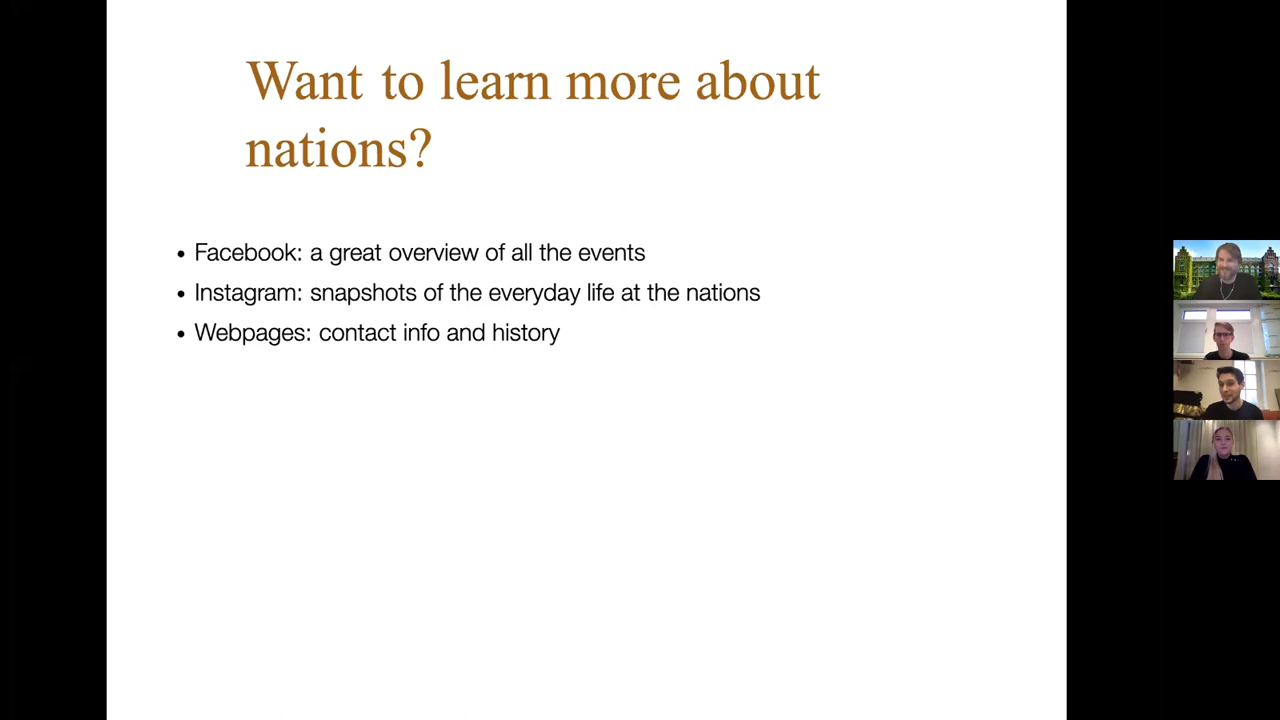 Want to learn more about
nations?
• Facebook: a great overview of all the events
• Instagram: snapshots of the everyday life at the nations
• Webpages: contact info and history